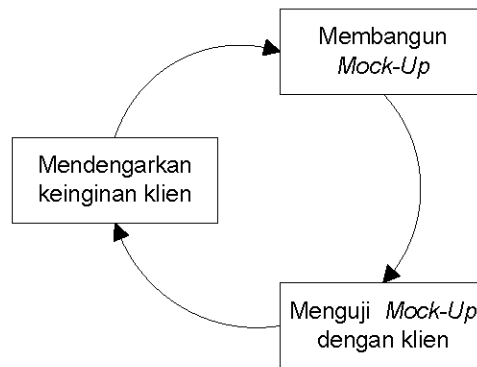 Membangun
Mock-Up
Mendengarkan
keinginan klien
Menguji Mock-Up
dengan klien